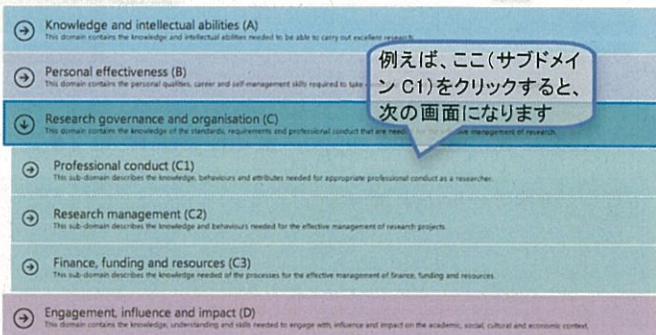 Knowledge and intellectual abilities (A)
This domain contains the knowledge and intellectual abilities needed to be able to carry out excellent research.
Personal effectiveness (B)
This domain contains the personal qualities, career and self-management skills required to take
例えば、ここ(サブドメイ
ン C1)をクリックすると、
次の画面になります
Research governance and organisation (C)
This domain contains the knowledge of the standards, requirements and professional conduct that are needed for the effective management of research.
Professional conduct (C1)
This sub-domain describes the knowledge, behaviours and attributes needed for appropriate professional conduct as a researcher.
Research management (C2)
This sub-domain describes the knowledge and behaviours needed for the effective management of research projects.
Finance, funding and resources (C3)
This sub-domain describes the knowledge needed of the processes for the effective management of finance, funding and resources.
Engagement, influence and impact (D)
This domain contains the knowledge, understanding and skills needed to engage with, influence and impact on the academic, social, cultural and economic context.